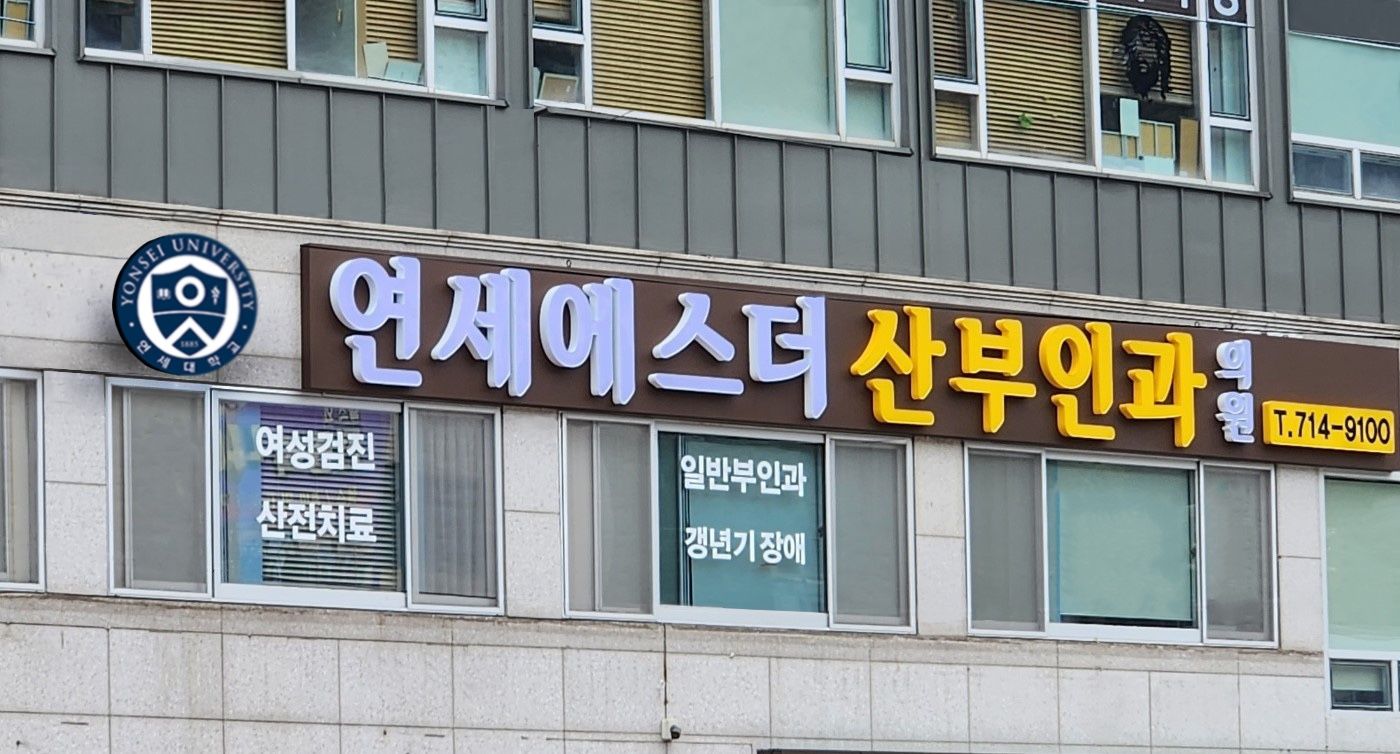 YONSEI UNIVERSITY
1885
연세대학교
연세에스더 산부인과 의원
T.714-9100
여성검진
산전치료
일반부인과
갱년기 장애